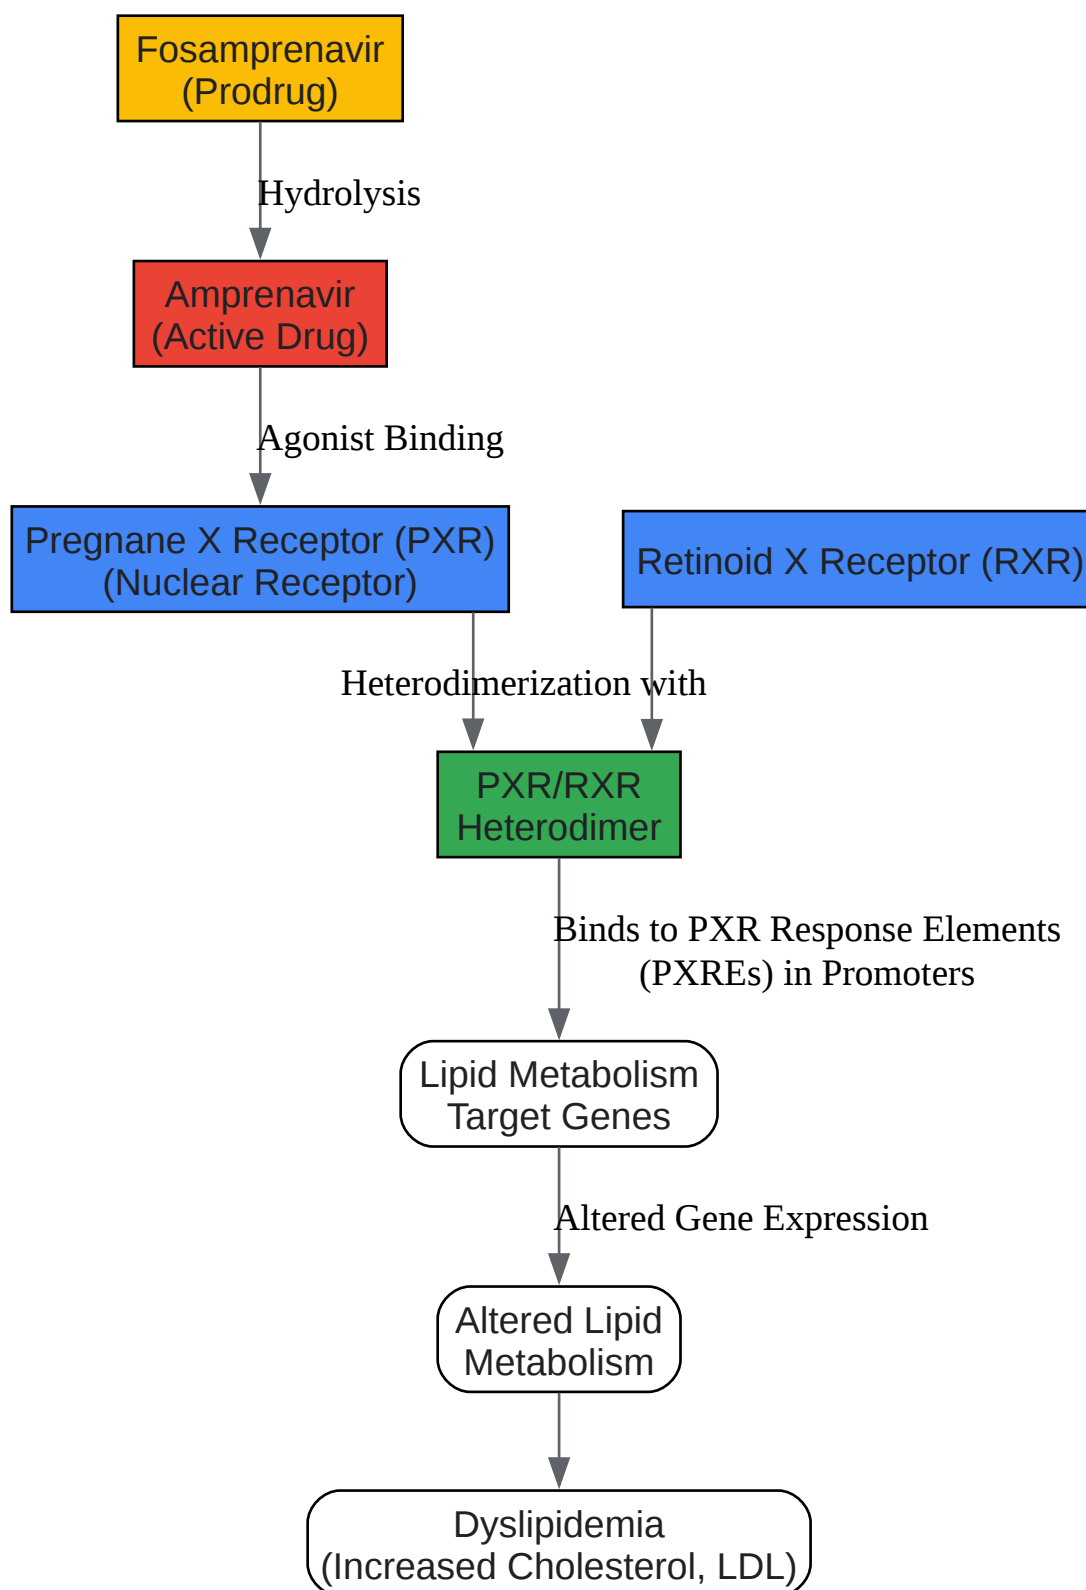 Fosamprenavir
(Prodrug)
Hydrolysis
Amprenavir
(Active Drug)
Agonist Binding
Pregnane X Receptor (PXR)
(Nuclear Receptor)
Retinoid X Receptor (RXR)
Heterodimerization with
PXR/RXR
Heterodimer
Binds to PXR Response Elements
(PXREs) in Promoters
Lipid Metabolism
Target Genes
Altered Gene Expression
Altered Lipid
Metabolism
Dyslipidemia
(Increased Cholesterol, LDL)